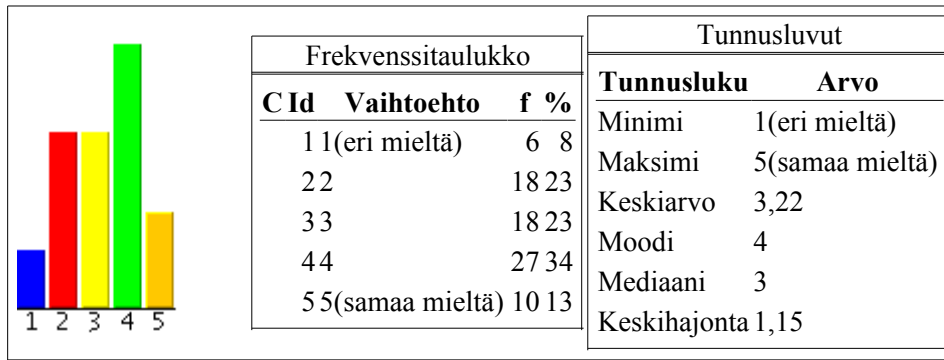 1 2 3 4 5
Frekvenssitaulukko
C Id Vaihtoehto f %
1 1(eri mieltä) 6 8
2 2 18 23
3 3 18 23
4 4 27 34
5 5(samaa mieltä) 10 13
Tunnusluvut
Tunnusluku Arvo
Minimi 1(eri mieltä)
Maksimi 5(samaa mieltä)
Keskiarvo 3,22
Moodi 4
Mediaani 3
Keskihajonta 1,15